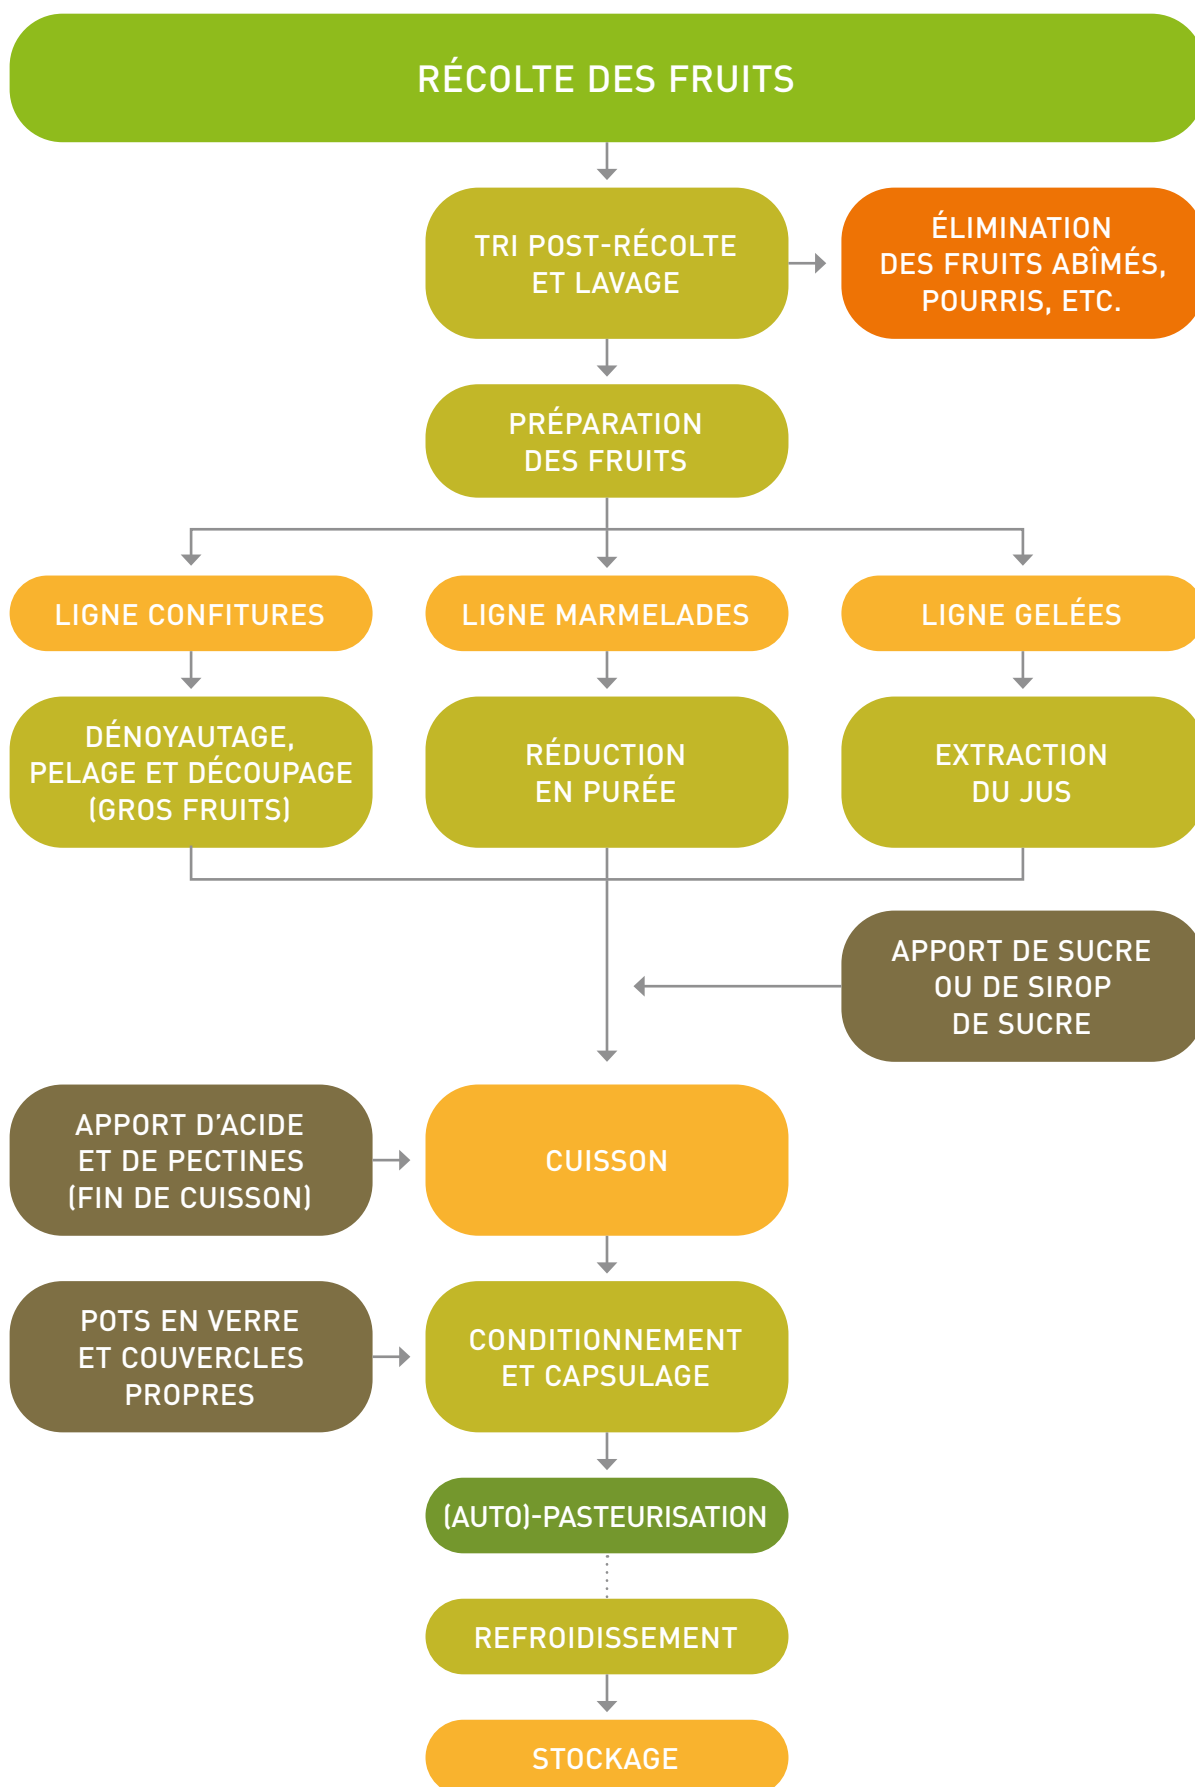 RÉCOLTE DES FRUITS
TRI POST-RÉCOLTE
ET LAVAGE
ÉLIMINATION
DES FRUITS ABÎMÉS,
POURRIS, ETC.
PRÉPARATION
DES FRUITS
LIGNE CONFITURES
LIGNE MARMELADES
LIGNE GELÉES
DÉNOYAUTAGE,
PELAGE ET DÉCOUPAGE
(GROS FRUITS)
RÉDUCTION
EN PURÉE
EXTRACTION
DU JUS
APPORT DE SUCRE
OU DE SIROP
DE SUCRE
APPORT D’ACIDE
ET DE PECTINES
(FIN DE CUISSON)
CUISSON
POTS EN VERRE
ET COUVERCLES
PROPRES
CONDITIONNEMENT
ET CAPSULAGE
(AUTO)-PASTEURISATION
REFROIDISSEMENT
STOCKAGE